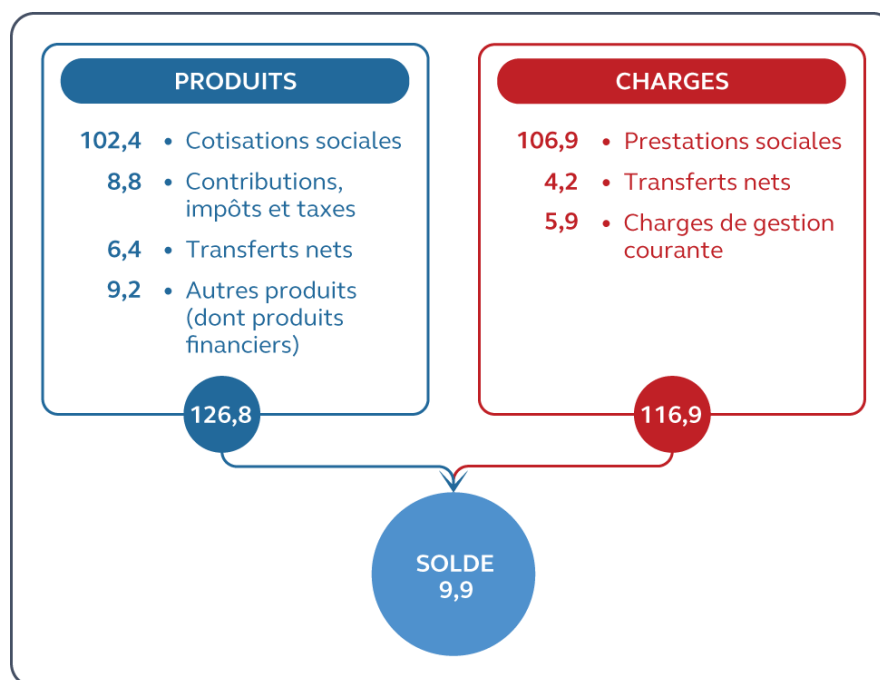 PRODUITS
102,4 • Cotisations sociales
8,8 • Contributions,
impôts et taxes
6,4 • Transferts nets
9,2 • Autres produits
(dont produits
financiers)
126,8
CHARGES
106,9 • Prestations sociales
4,2 • Transferts nets
5,9 • Charges de gestion
courante
116,9
SOLDE
9,9